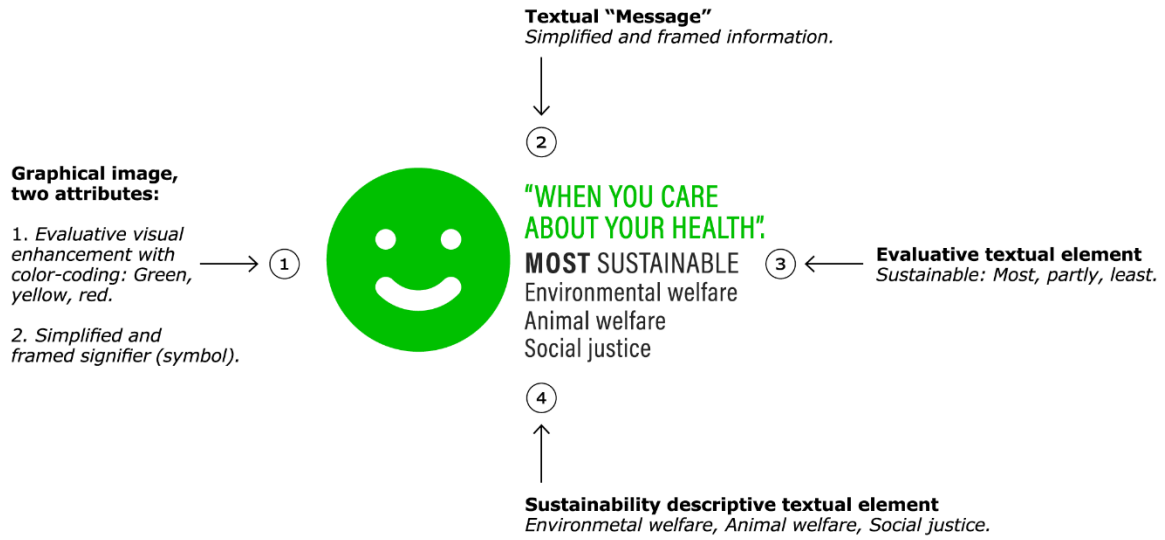 Textual “Message”
Simplified and framed information.
2
Graphical image,
two attributes:
1. Evaluative visual
enhancement with
color-coding: Green,
yellow, red.
2. Simplified and
framed signifier (symbol).
1
“WHEN YOU CARE
ABOUT YOUR HEALTH”.
MOST SUSTAINABLE
Environmental welfare
Animal welfare
Social justice
3
Evaluative textual element
Sustainable: Most, partly, least.
4
Sustainability descriptive textual element
Environmetal welfare, Animal welfare, Social justice.